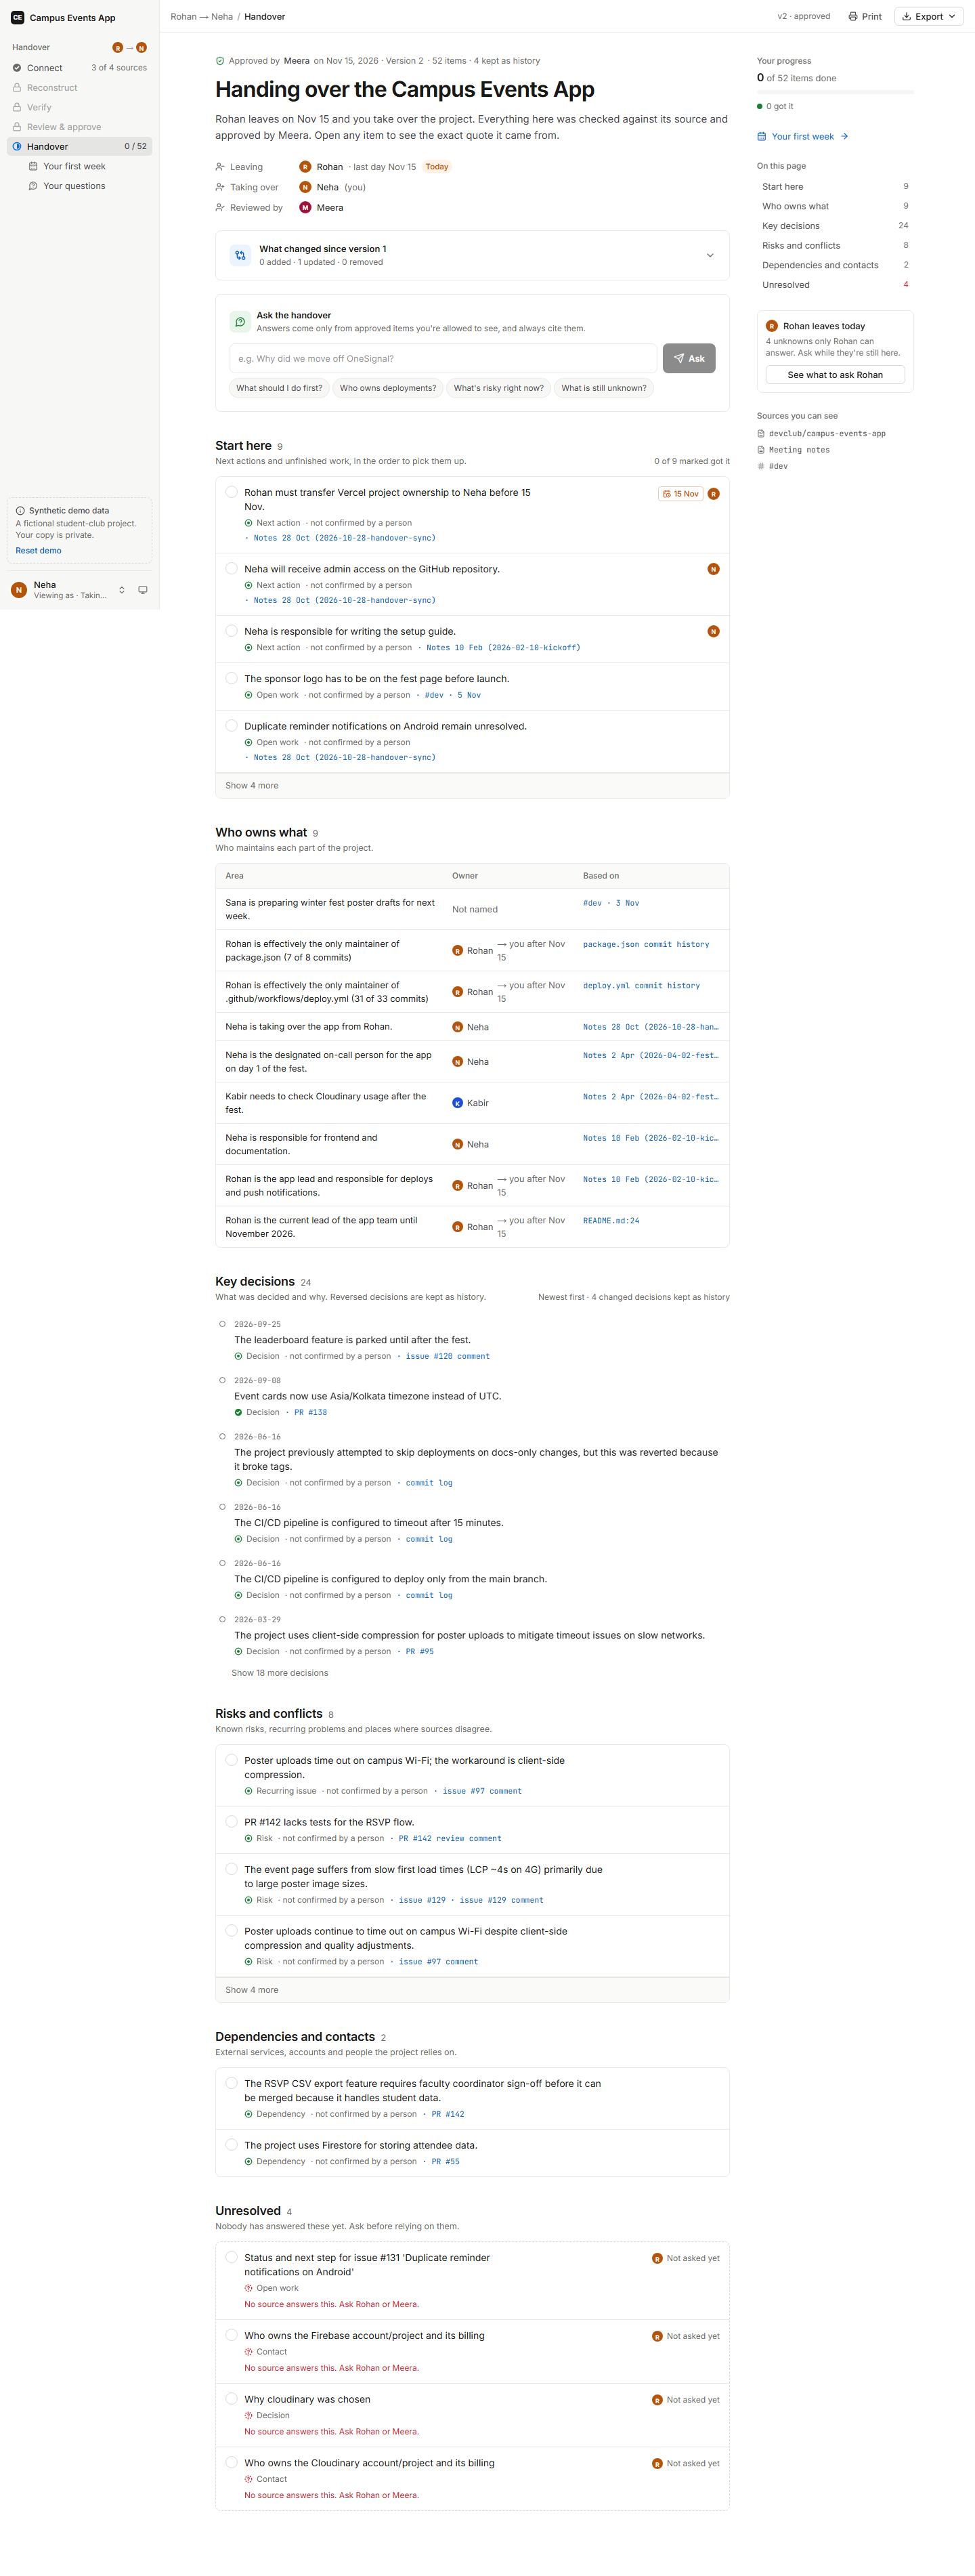 CE Campus Events App
Handover R → N
Connect 3 of 4 sources
Reconstruct
Verify
Review & approve
Handover 0 / 52
Your first week
Your questions
Synthetic demo data
A fictional student-club project.
Your copy is private.
Reset demo
N Neha
Viewing as · Takin…
Rohan → Neha / Handover
v2 · approved Print Export
Approved by Meera on Nov 15, 2026 · Version 2 · 52 items · 4 kept as history
Handing over the Campus Events App
Rohan leaves on Nov 15 and you take over the project. Everything here was checked against its source and
approved by Meera. Open any item to see the exact quote it came from.
Leaving R Rohan · last day Nov 15 Today
Taking over N Neha (you)
Reviewed by M Meera
What changed since version 1
0 added · 1 updated · 0 removed
Ask the handover
Answers come only from approved items you're allowed to see, and always cite them.
e.g. Why did we move off OneSignal? Ask
What should I do first? Who owns deployments? What's risky right now? What is still unknown?
Start here 9
Next actions and unfinished work, in the order to pick them up. 0 of 9 marked got it
Rohan must transfer Vercel project ownership to Neha before 15
Nov.
15 Nov R
Next action · not confirmed by a person
· Notes 28 Oct (2026-10-28-handover-sync)
Neha will receive admin access on the GitHub repository. N
Next action · not confirmed by a person
· Notes 28 Oct (2026-10-28-handover-sync)
Neha is responsible for writing the setup guide. N
Next action · not confirmed by a person · Notes 10 Feb (2026-02-10-kickoff)
The sponsor logo has to be on the fest page before launch.
Open work · not confirmed by a person · #dev · 5 Nov
Duplicate reminder notifications on Android remain unresolved.
Open work · not confirmed by a person
· Notes 28 Oct (2026-10-28-handover-sync)
Show 4 more
Who owns what 9
Who maintains each part of the project.
Area Owner Based on
Sana is preparing winter fest poster drafts for next
week.
Not named
#dev · 3 Nov
Rohan is effectively the only maintainer of
package.json (7 of 8 commits)
R Rohan → you after Nov
15
package.json commit history
Rohan is effectively the only maintainer of
.github/workflows/deploy.yml (31 of 33 commits)
R Rohan → you after Nov
15
deploy.yml commit history
Neha is taking over the app from Rohan. N Neha Notes 28 Oct (2026-10-28-han…
Neha is the designated on-call person for the app
on day 1 of the fest.
N Neha
Notes 2 Apr (2026-04-02-fest…
Kabir needs to check Cloudinary usage after the
fest.
K Kabir
Notes 2 Apr (2026-04-02-fest…
Neha is responsible for frontend and
documentation.
N Neha
Notes 10 Feb (2026-02-10-kic…
Rohan is the app lead and responsible for deploys
and push notifications.
R Rohan → you after Nov
15
Notes 10 Feb (2026-02-10-kic…
Rohan is the current lead of the app team until
November 2026.
R Rohan → you after Nov
15
README.md:24
Key decisions 24
What was decided and why. Reversed decisions are kept as history. Newest first · 4 changed decisions kept as history
2026-09-25
The leaderboard feature is parked until after the fest.
Decision · not confirmed by a person · issue #120 comment
2026-09-08
Event cards now use Asia/Kolkata timezone instead of UTC.
Decision · PR #138
2026-06-16
The project previously attempted to skip deployments on docs-only changes, but this was reverted because
it broke tags.
Decision · not confirmed by a person · commit log
2026-06-16
The CI/CD pipeline is configured to timeout after 15 minutes.
Decision · not confirmed by a person · commit log
2026-06-16
The CI/CD pipeline is configured to deploy only from the main branch.
Decision · not confirmed by a person · commit log
2026-03-29
The project uses client-side compression for poster uploads to mitigate timeout issues on slow networks.
Decision · not confirmed by a person · PR #95
Show 18 more decisions
Risks and conflicts 8
Known risks, recurring problems and places where sources disagree.
Poster uploads time out on campus Wi-Fi; the workaround is client-side
compression.
Recurring issue · not confirmed by a person · issue #97 comment
PR #142 lacks tests for the RSVP flow.
Risk · not confirmed by a person · PR #142 review comment
The event page suffers from slow first load times (LCP ~4s on 4G) primarily due
to large poster image sizes.
Risk · not confirmed by a person · issue #129 · issue #129 comment
Poster uploads continue to time out on campus Wi-Fi despite client-side
compression and quality adjustments.
Risk · not confirmed by a person · issue #97 comment
Show 4 more
Dependencies and contacts 2
External services, accounts and people the project relies on.
The RSVP CSV export feature requires faculty coordinator sign-off before it can
be merged because it handles student data.
Dependency · not confirmed by a person · PR #142
The project uses Firestore for storing attendee data.
Dependency · not confirmed by a person · PR #55
Unresolved 4
Nobody has answered these yet. Ask before relying on them.
Status and next step for issue #131 'Duplicate reminder
notifications on Android'
R Not asked yet
Open work
No source answers this. Ask Rohan or Meera.
Who owns the Firebase account/project and its billing R Not asked yet
Contact
No source answers this. Ask Rohan or Meera.
Why cloudinary was chosen R Not asked yet
Decision
No source answers this. Ask Rohan or Meera.
Who owns the Cloudinary account/project and its billing R Not asked yet
Contact
No source answers this. Ask Rohan or Meera.
Your progress
0 of 52 items done
0 got it
Your first week →
On this page
Start here 9
Who owns what 9
Key decisions 24
Risks and conflicts 8
Dependencies and contacts 2
Unresolved 4
R Rohan leaves today
4 unknowns only Rohan can
answer. Ask while they're still here.
See what to ask Rohan
Sources you can see
devclub/campus-events-app
Meeting notes
# #dev